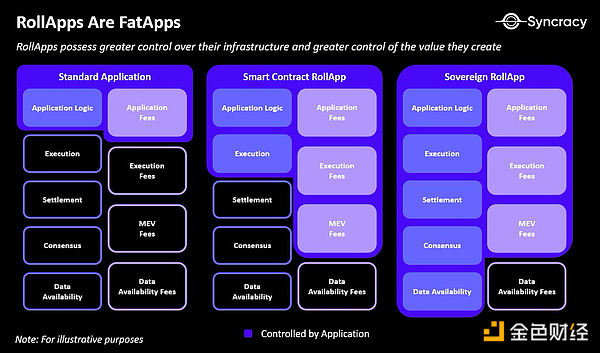 RollApps Are FatApps
Syncracy
RollApps possess greater control over their infrastructure and greater control of the value they create
Standard Application
Application Logic
Application
Fees
Execution
Execution
Fees
Settlement
MEV
Fees
Consensus
Data
Availability
Data
Availability Fees
Smart Contract RollApp
Application Logic
Application
Fees
Execution
Execution
Fees
Settlement
MEV
Fees
Consensus
Data
Availability
Data
Availability Fees
Sovereign RollApp
Application Logic
Application
Fees
Execution
Execution
Fees
Settlement
MEV
Fees
Consensus
Data Availability
Data
Availability Fees
Note: For illustrative purposes
Controlled by Application
金色财经